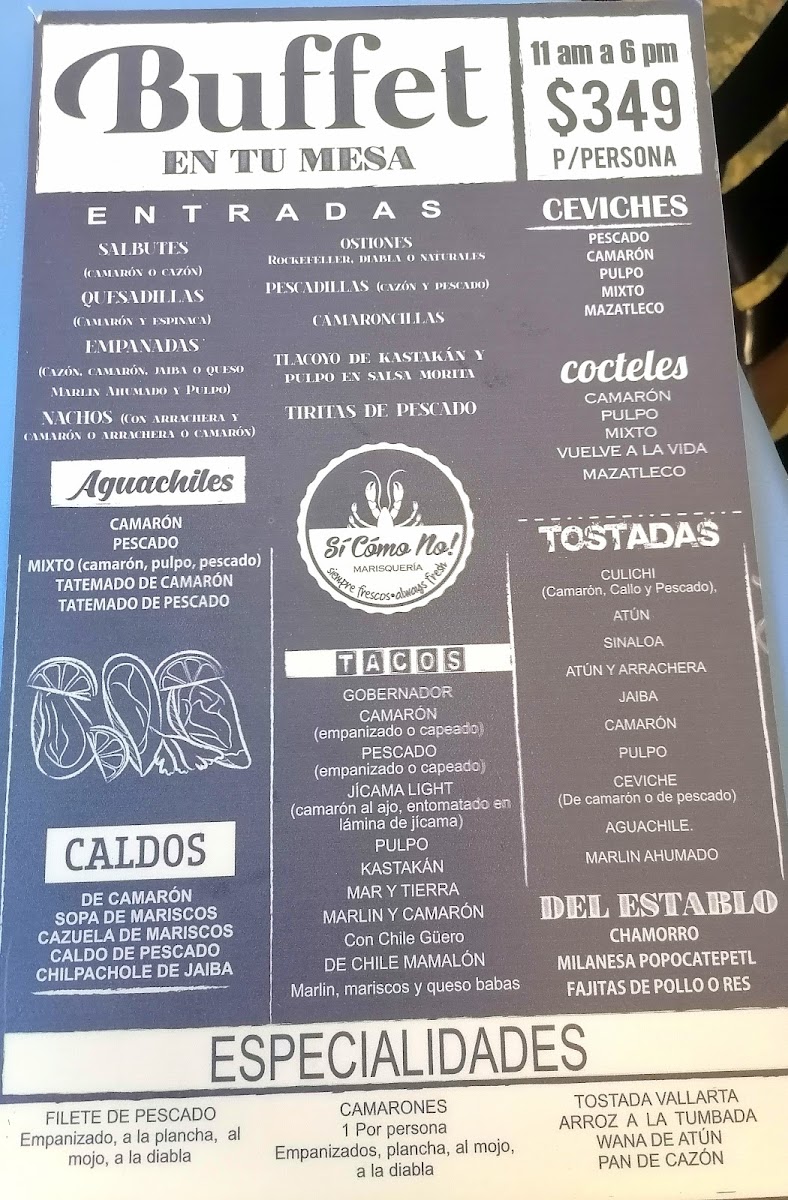 Buffet
EN TU MESA
11 am a 6 pm
$349
P/PERSONA
ENTRADAS
SALBUTES
(CAMARÓN O CAZÓN)
QUESADILLAS
(CAMARÓN Y ESPINACA)
EMPANADAS
(CAZÓN, CAMARÓN, JAIBA O QUESO
MARLIN AHUMADO Y PULPO)
NACHOS (CON ARRACHERA Y
CAMARÓN O ARRACHERA O CAMARÓN)
OSTIONES
ROCKEFELLER, DIABLA O NATURALES
PESCADILLAS (CAZÓN Y PESCADO)
CAMARONCILLAS
TLACOYO DE KASTAKÁN Y
PULPO EN SALSA MORITA
TIRITAS DE PESCADO
CEVICHES
PESCADO
CAMARÓN
PULPO
MIXTO
MAZATLECO
cocteles
CAMARÓN
PULPO
MIXTO
VUELVE A LA VIDA
MAZATLECO
Aguachiles
CAMARÓN
PESCADO
MIXTO (camarón, pulpo, pescado)
TATEMADO DE CAMARÓN
TATEMADO DE PESCADO
Sí Cómo No!
MARISQUERÍA
siempre frescos•always fresh
TOSTADAS
CULICHI
(Camarón, Callo y Pescado),
ATÚN
SINALOA
ATÚN Y ARRACHERA
JAIBA
CAMARÓN
PULPO
CEVICHE
(De camarón o de pescado)
AGUACHILE.
MARLIN AHUMADO
TACOS
GOBERNADOR
CAMARÓN
(empanizado o capeado)
PESCADO
(empanizado o capeado)
JÍCAMA LIGHT
(camarón al ajo, entomatado en
lámina de jícama)
PULPO
KASTAKÁN
MAR Y TIERRA
MARLIN Y CAMARÓN
Con Chile Güero
DE CHILE MAMALÓN
Marlin, mariscos y queso babas
CALDOS
DE CAMARÓN
SOPA DE MARISCOS
CAZUELA DE MARISCOS
CALDO DE PESCADO
CHILPACHOLE DE JAIBA
DEL ESTABLO
CHAMORRO
MILANESA POPOCATEPETL
FAJITAS DE POLLO O RES
ESPECIALIDADES
FILETE DE PESCADO
Empanizado, a la plancha, al
mojo, a la diabla
CAMARONES
1 Por persona
Empanizados, plancha, al mojo,
a la diabla
TOSTADA VALLARTA
ARROZ A LA TUMBADA
WANA DE ATÚN
PAN DE CAZÓN